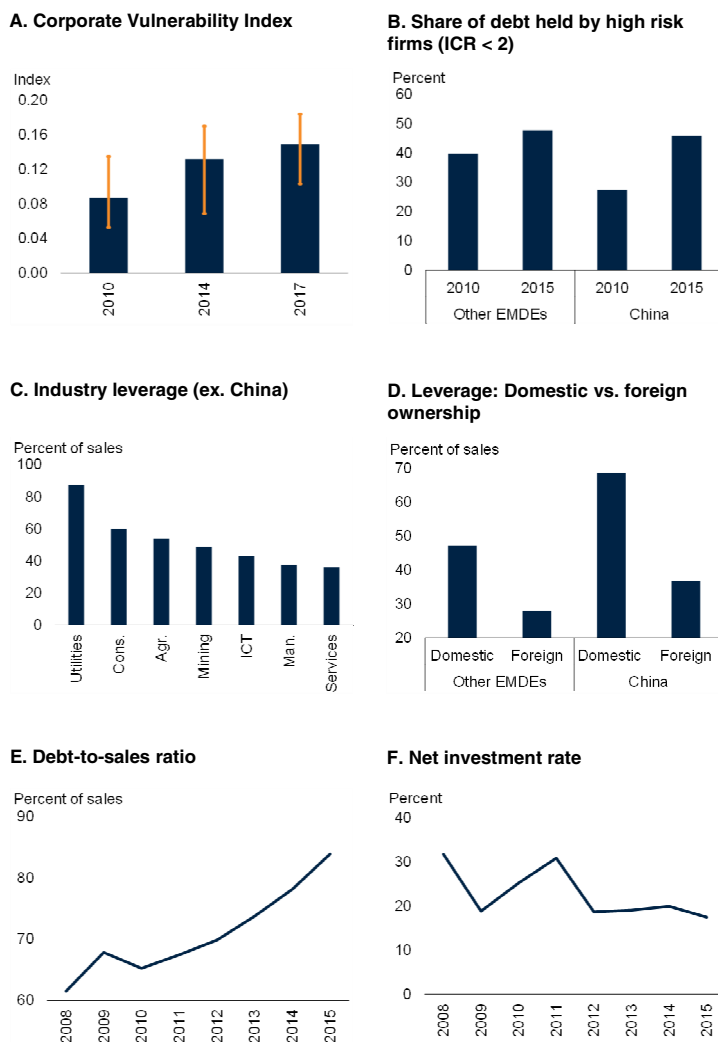 A. Corporate Vulnerability Index
Index
0.20
0.16
0.12
0.08
0.04
0.00
2010
2014
2017
B. Share of debt held by high risk
firms (ICR < 2)
Percent
60
50
40
30
20
10
0
2010 2015 2010 2015
Other EMDEs China
C. Industry leverage (ex. China)
Percent of sales
100
80
60
40
20
0
Utilities
Cons.
Agr.
Mining
ICT
Man.
Services
D. Leverage: Domestic vs. foreign
ownership
Percent of sales
70
60
50
40
30
20
Domestic Foreign Domestic Foreign
Other EMDEs China
E. Debt-to-sales ratio
Percent of sales
90
80
70
60
2008
2009
2010
2011
2012
2013
2014
2015
F. Net investment rate
Percent
40
30
20
10
0
2008
2009
2010
2011
2012
2013
2014
2015